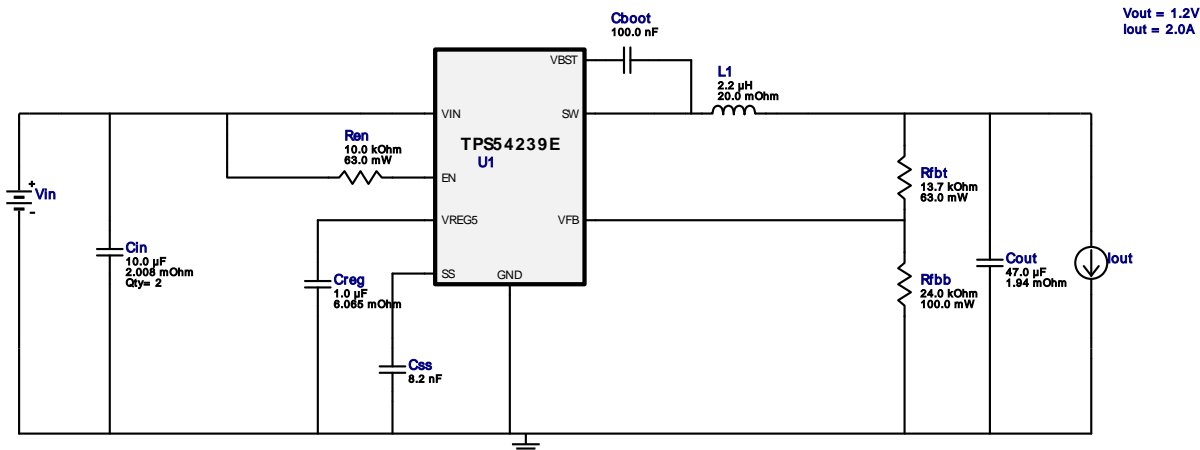 Vout = 1.2V
Iout = 2.0A
Cboot
100.0 nF
VBST
L1
2.2 µH
20.0 mOhm
VIN
SW
TPS54239E
U1
Ren
10.0 kOhm
63.0 mW
EN
Vin
+
-
Rfbt
13.7 kOhm
63.0 mW
VREG5
VFB
Cin
10.0 µF
2.008 mOhm
Qty= 2
Creg
1.0 µF
6.065 mOhm
SS
GND
Rfbb
24.0 kOhm
100.0 mW
Cout
47.0 µF
1.94 mOhm
Iout
Css
8.2 nF